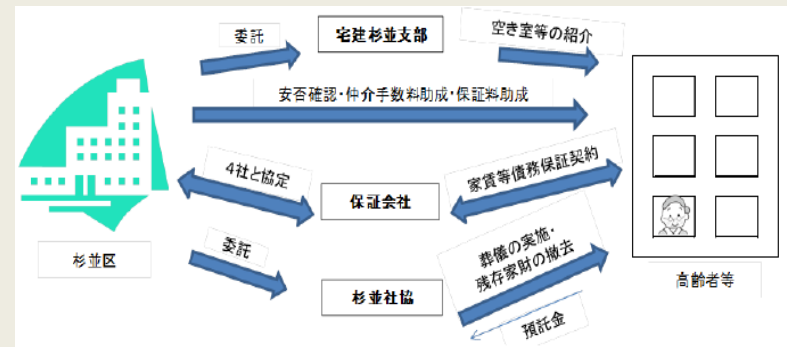 委託
宅建杉並支部
空き室等の紹介
安否確認・仲介手数料助成・保証料助成
4社と協定
保証会社
家賃等債務保証契約
杉並区
委託
杉並社協
葬儀の実施・
残存家財の撤去
預託金
高齢者等